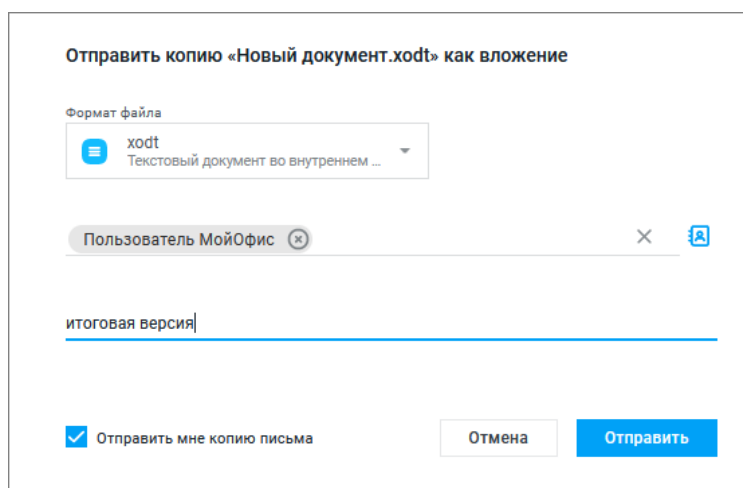 Отправить копию «Новый документ.xodt» как вложение
Формат файла
xodt
Текстовый документ во внутреннем ...
Пользователь МойОфис
итоговая версия
Отправить мне копию письма
Отмена
Отправить